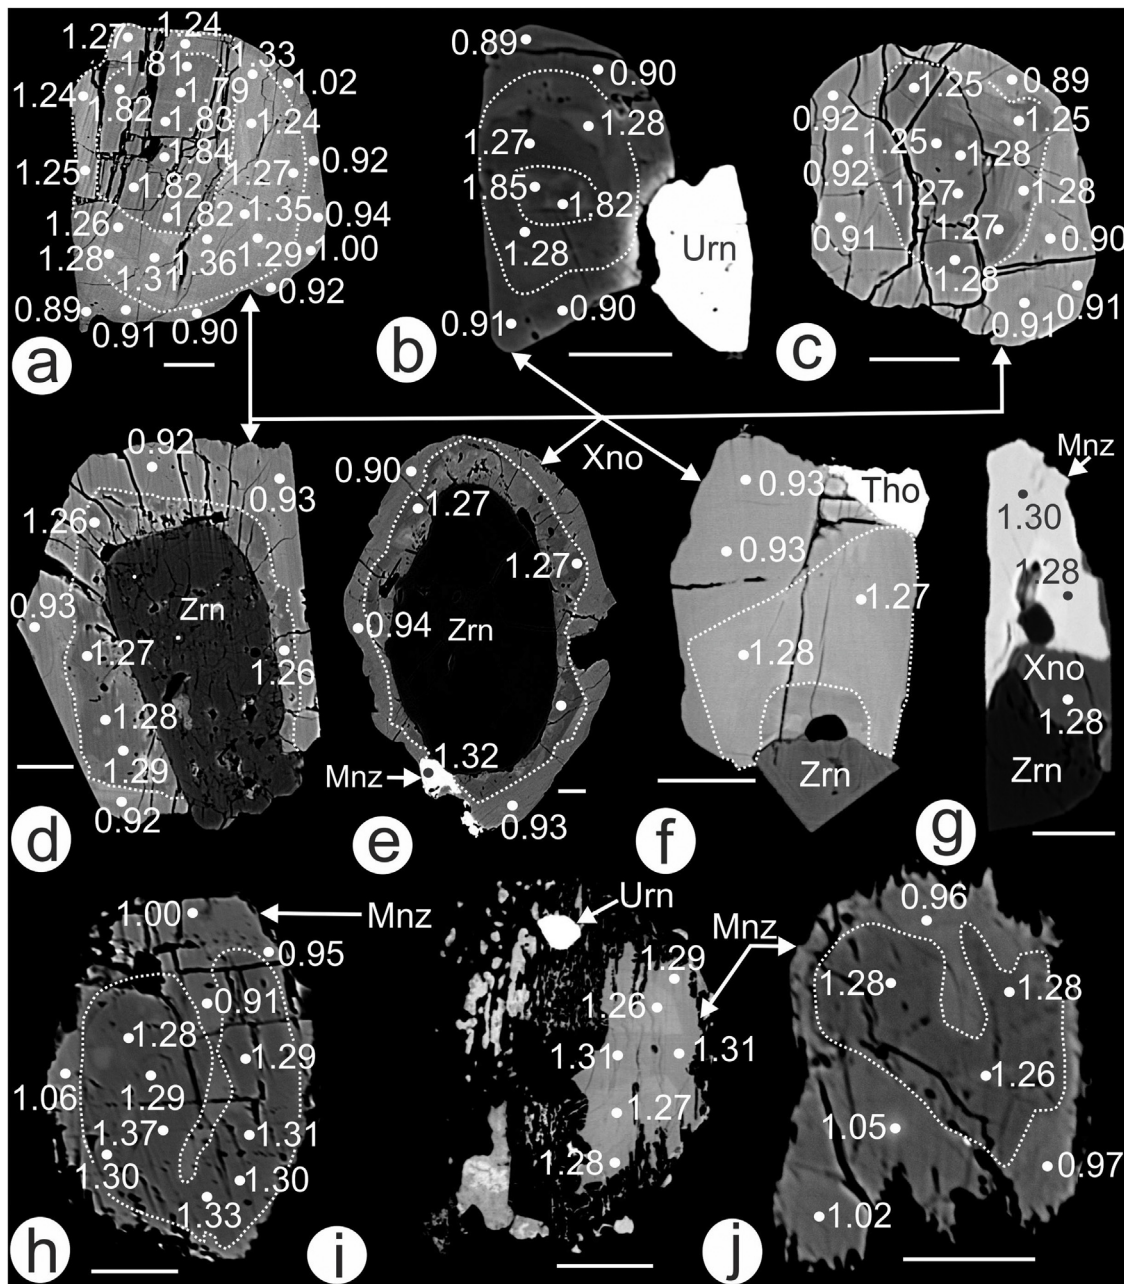 1.27 1.24 1.33
1.81 1.02
1.24 1.82 1.79
1.83 1.24
1.84 0.92
1.25 1.82 1.27
1.82 1.35 0.94
1.26 1.00
1.28 1.31 1.36 1.29
0.92
0.89 0.91 0.90
a
0.89
0.90
1.28
1.27
1.85
1.82
1.28
0.91 0.90
Urn
b
1.25 0.89
0.92 1.25
1.25 1.28
0.92 1.27 1.28
0.91 1.27 0.90
1.28
0.91 0.91
c
0.92
0.93
1.26
Zrn
0.93
1.27 1.26
1.28
1.29
0.92
d
Xno
0.90
1.27
1.27
0.94 Zrn
1.32
Mnz
0.93
e
0.93 Tho
0.93
1.27
1.28
Zrn
f
Mnz
1.30
1.28
Xno
1.28
Zrn
g
1.00 Mnz
0.95
0.91
1.28
1.29
1.06 1.29
1.37 1.31
1.30 1.30
1.33
h
Urn
1.29
1.26
1.31 1.31
1.27
1.28
i
Mnz
0.96
1.28 1.28
1.26
1.05
0.97
1.02
j